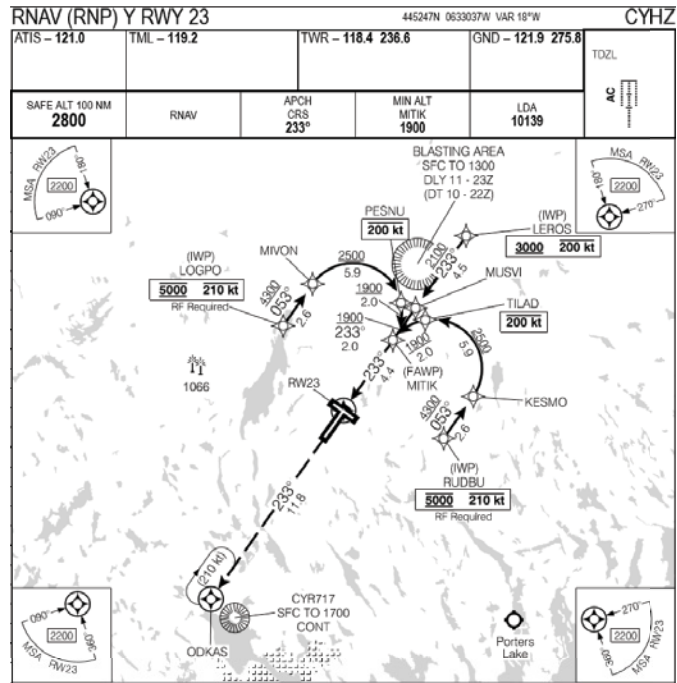 RNAV (RNP) Y RWY 23
445247N 0633037W VAR 18°W
CYHZ
ATIS – 121.0
TML – 119.2
TWR – 118.4 236.6
GND – 121.9 275.8
TDZL
AC
SAFE ALT 100 NM
2800
RNAV
APCH
CRS
233°
MIN ALT
MITIK
1900
LDA
10139
MSA RW23
180°
2200
090°
BLASTING AREA
SFC TO 1300
DLY 11 - 23Z
(DT 10 - 22Z)
MSA RW23
180°
2200
270°
PESNU
200 kt
(IWP)
LEROS
3000 200 kt
2100
233°
4.5
MIVON
2500
5.9
(IWP)
LOGPO
5000 210 kt
RF Required
4300
053°
2.6
MUSVI
1900
2.0
TILAD
200 kt
1900
233°
2.0
1900
2.0
2500
5.9
(FAWP)
MITIK
1066
233°
4.4
RW23
KESMO
4300
053°
2.6
(IWP)
RUDBU
5000 210 kt
RF Required
233°
11.8
(210 kt)
CYR717
SFC TO 1700
CONT
ODKAS
Porters
Lake
090°
2200
360°
MSA RW23
270°
2200
360°
MSA RW23